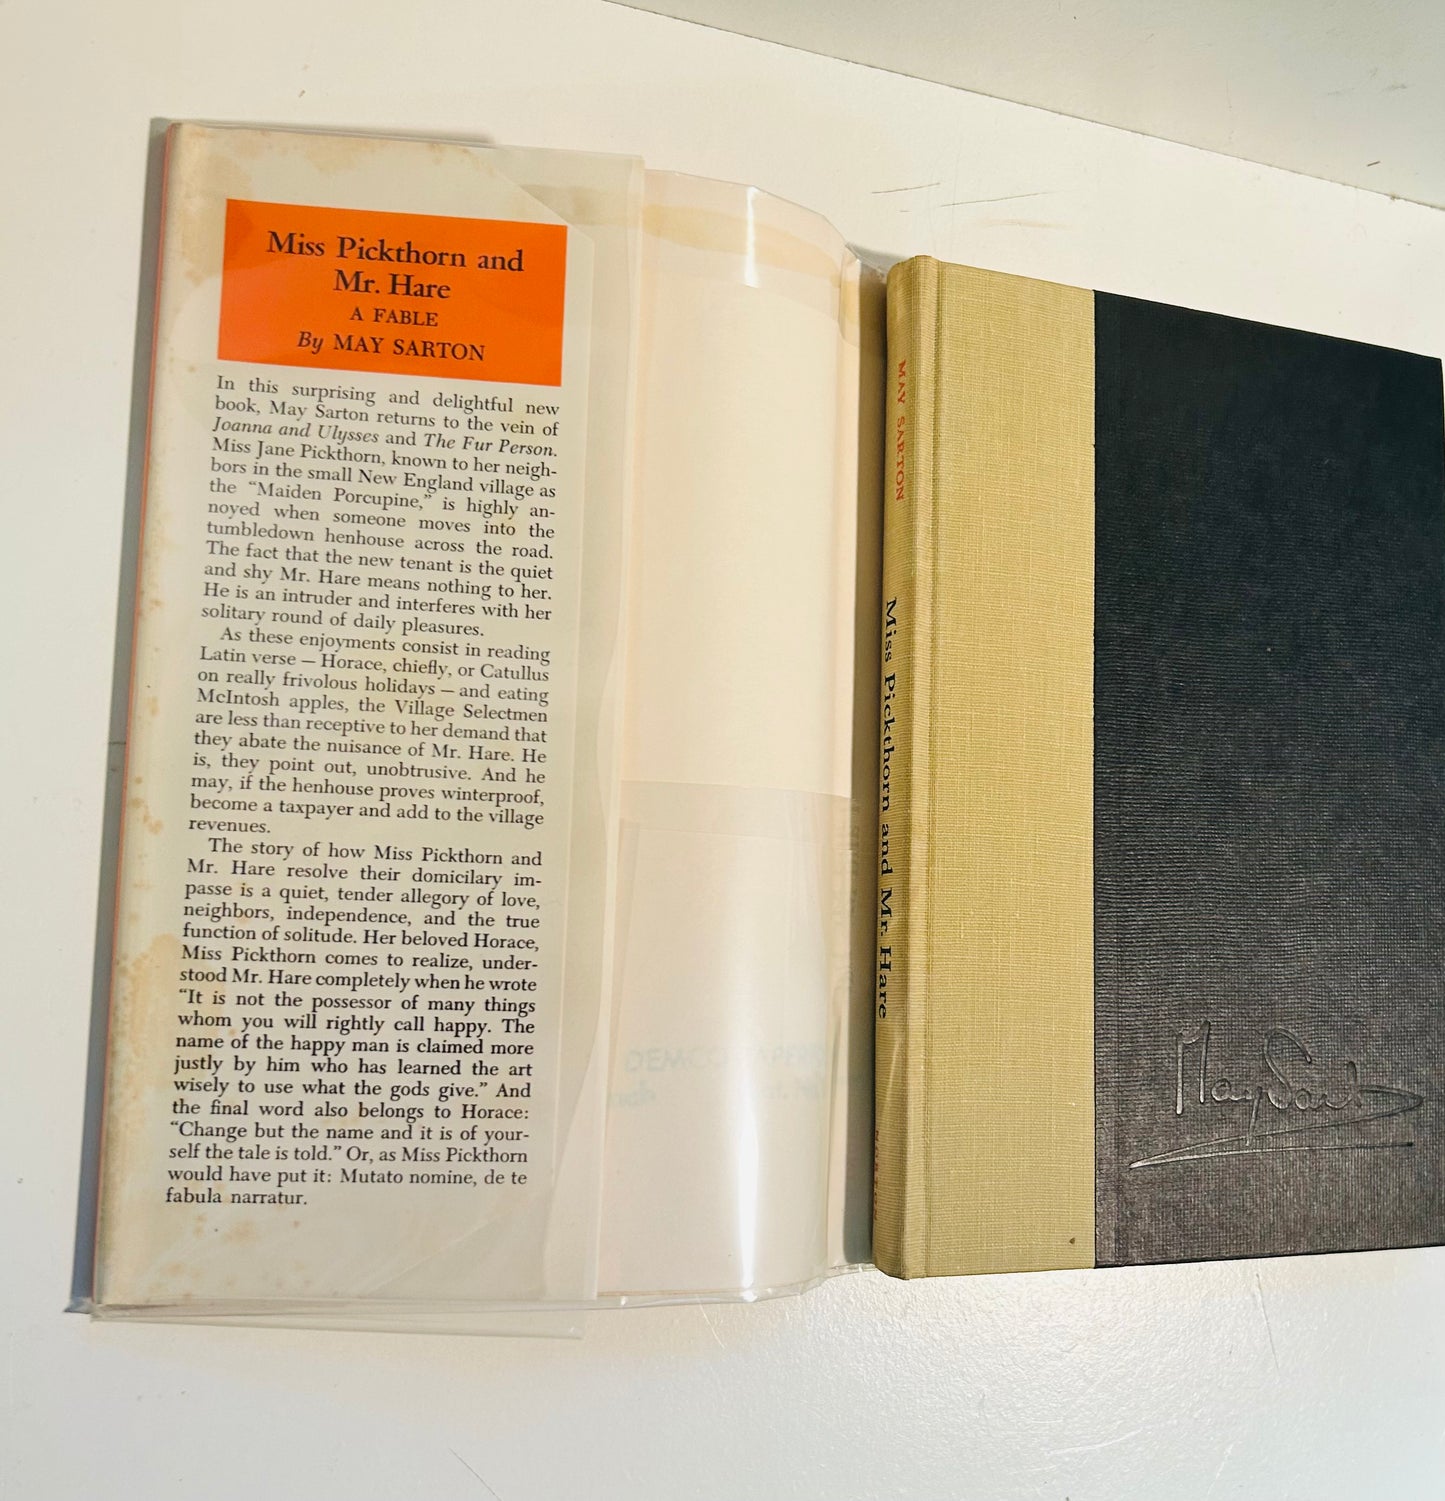 Miss Pickthorn and
Mr. Hare
A FABLE
By MAY SARTON
In this surprising and delightful new
book, May Sarton returns to the vein of
Joanna and Ulysses and The Fur Person.
Miss Jane Pickthorn, known to her neigh-
bors in the small New England village as
the “Maiden Porcupine,” is highly an-
noyed when someone moves into the
tumbledown henhouse across the road.
The fact that the new tenant is the quiet
and shy Mr. Hare means nothing to her.
He is an intruder and interferes with her
solitary round of daily pleasures.
As these enjoyments consist in reading
Latin verse — Horace, chiefly, or Catullus
on really frivolous holidays — and eating
McIntosh apples, the Village Selectmen
are less than receptive to her demand that
they abate the nuisance of Mr. Hare. He
is, they point out, unobtrusive. And he
may, if the henhouse proves winterproof,
become a taxpayer and add to the village
revenues.
The story of how Miss Pickthorn and
Mr. Hare resolve their domicilary im-
passe is a quiet, tender allegory of love,
neighbors, independence, and the true
function of solitude. Her beloved Horace,
Miss Pickthorn comes to realize, under-
stood Mr. Hare completely when he wrote
“It is not the possessor of many things
whom you will rightly call happy. The
name of the happy man is claimed more
justly by him who has learned the art
wisely to use what the gods give.” And
the final word also belongs to Horace:
“Change but the name and it is of your-
self the tale is told.” Or, as Miss Pickthorn
would have put it: Mutato nomine, de te
fabula narratur.
MAY SARTON
Miss Pickthorn and Mr. Hare
May Sarton